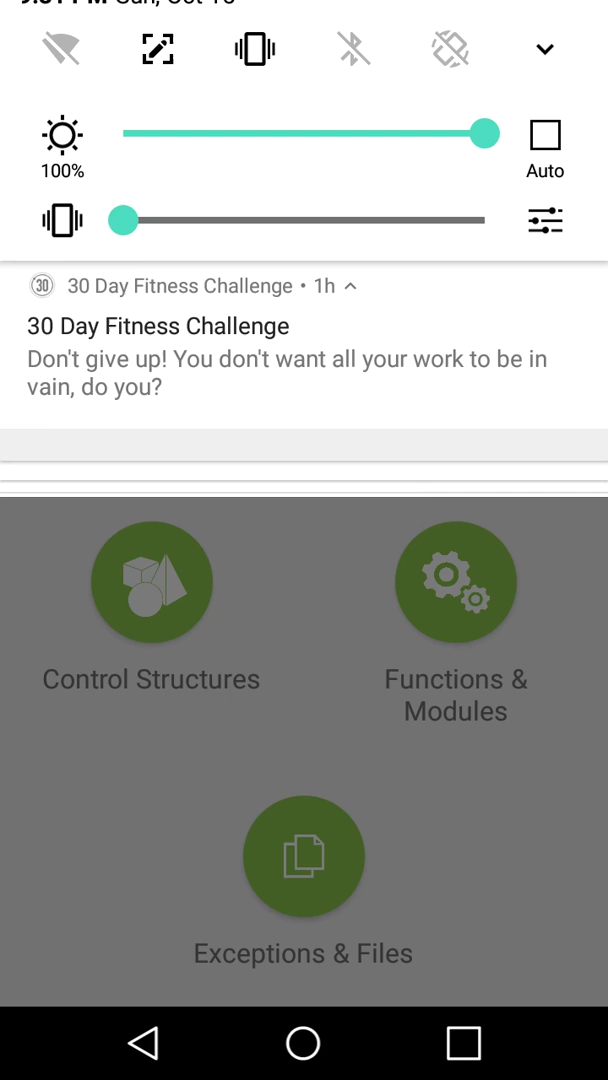 100%
Auto
30 30 Day Fitness Challenge • 1h
30 Day Fitness Challenge
Don't give up! You don't want all your work to be in
vain, do you?
Control Structures
Functions &
Modules
Exceptions & Files